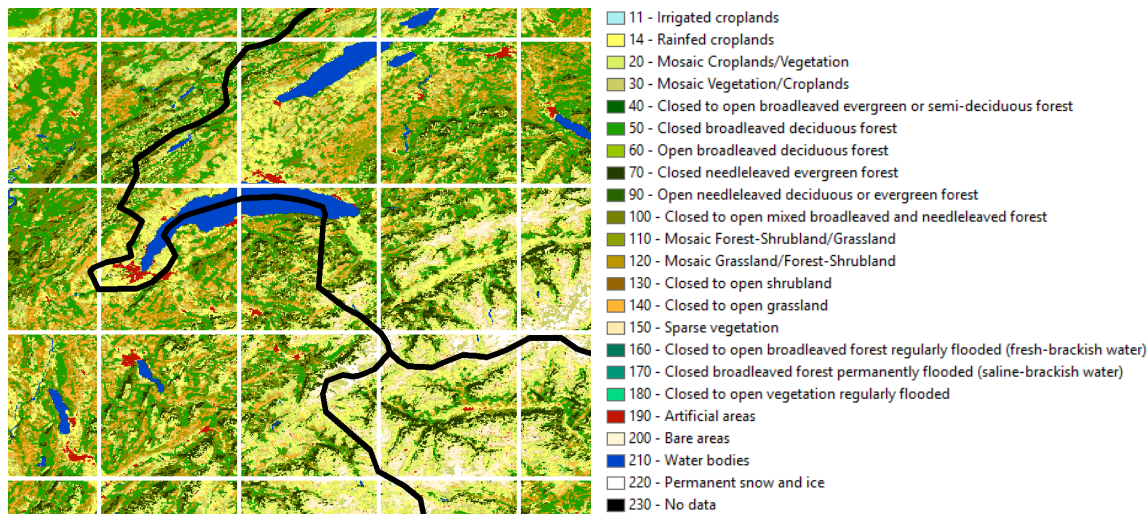 11 - Irrigated croplands
14 - Rainfed croplands
20 - Mosaic Croplands/Vegetation
30 - Mosaic Vegetation/Croplands
40 - Closed to open broadleaved evergreen or semi-deciduous forest
50 - Closed broadleaved deciduous forest
60 - Open broadleaved deciduous forest
70 - Closed needleleaved evergreen forest
90 - Open needleleaved deciduous or evergreen forest
100 - Closed to open mixed broadleaved and needleleaved forest
110 - Mosaic Forest-Shrubland/Grassland
120 - Mosaic Grassland/Forest-Shrubland
130 - Closed to open shrubland
140 - Closed to open grassland
150 - Sparse vegetation
160 - Closed to open broadleaved forest regularly flooded (fresh-brackish water)
170 - Closed broadleaved forest permanently flooded (saline-brackish water)
180 - Closed to open vegetation regularly flooded
190 - Artificial areas
200 - Bare areas
210 - Water bodies
220 - Permanent snow and ice
230 - No data